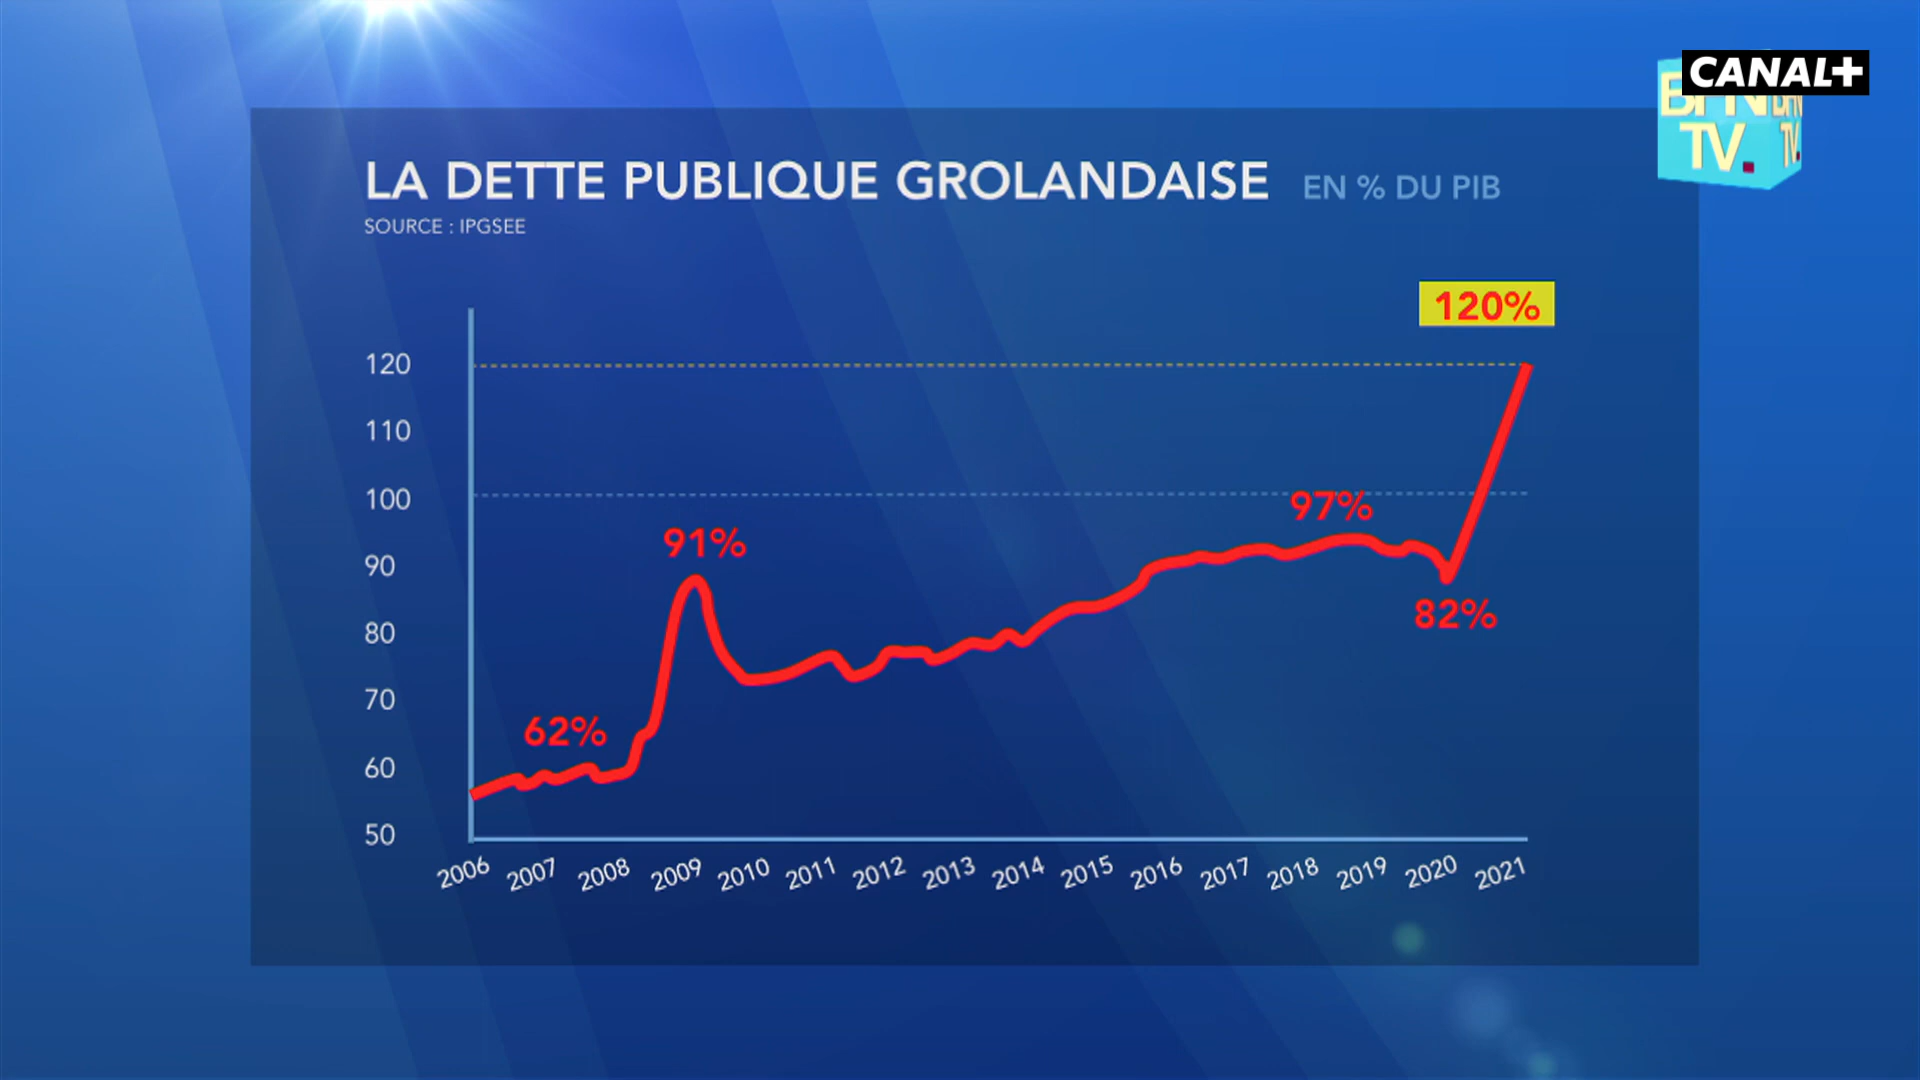 CANAL+
TV.
TV.
LA DETTE PUBLIQUE GROLANDAISE EN % DU PIB
SOURCE : IPGSEE
120%
120
110
100
97%
91%
90
82%
80
62%
70
60
50
2006 2007 2008 2009 2010 2011 2012 2013 2014 2015 2016 2017 2018 2019 2020 2021